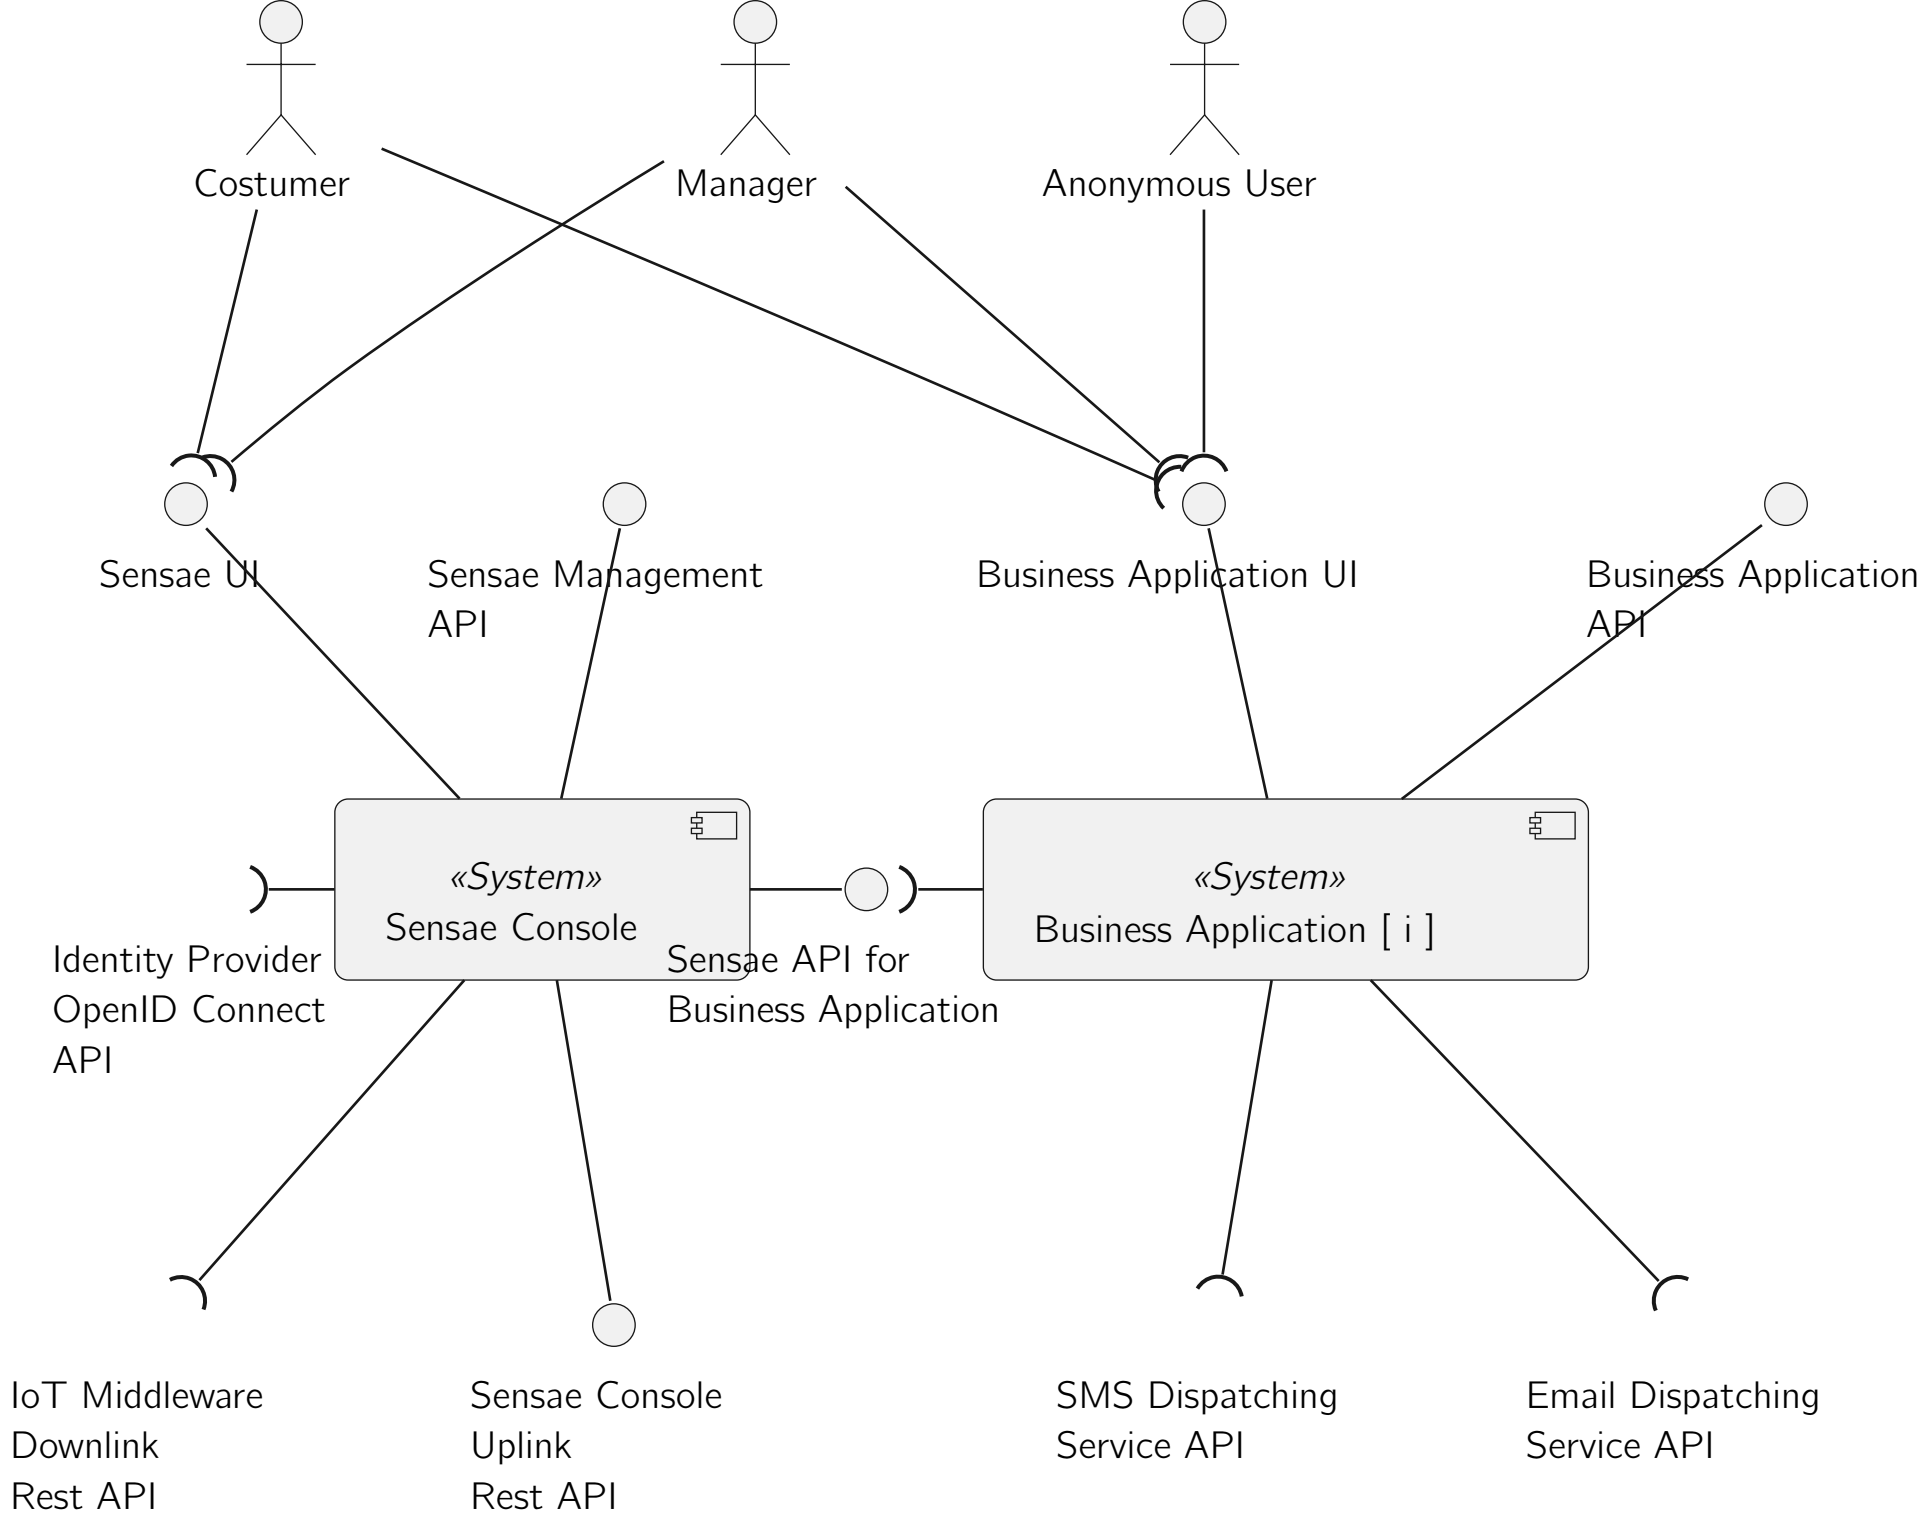 Costumer
Manager
Anonymous User
Sensae UI
Sensae Management
API
Business Application UI
Business Application
API
«System»
Sensae Console
«System»
Business Application [ i ]
Identity Provider
OpenID Connect
API
Sensae API for
Business Application
IoT Middleware
Downlink
Rest API
Sensae Console
Uplink
Rest API
SMS Dispatching
Service API
Email Dispatching
Service API